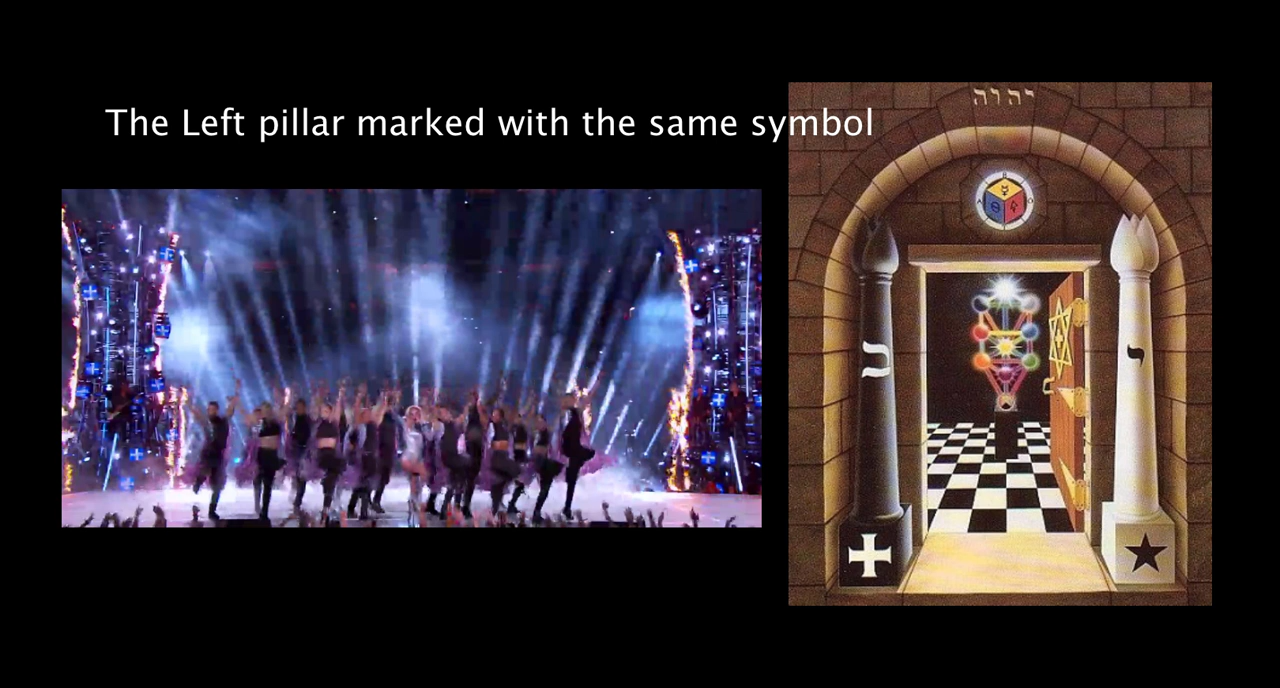 The Left pillar marked with the same symbol
יהוה
ב
י